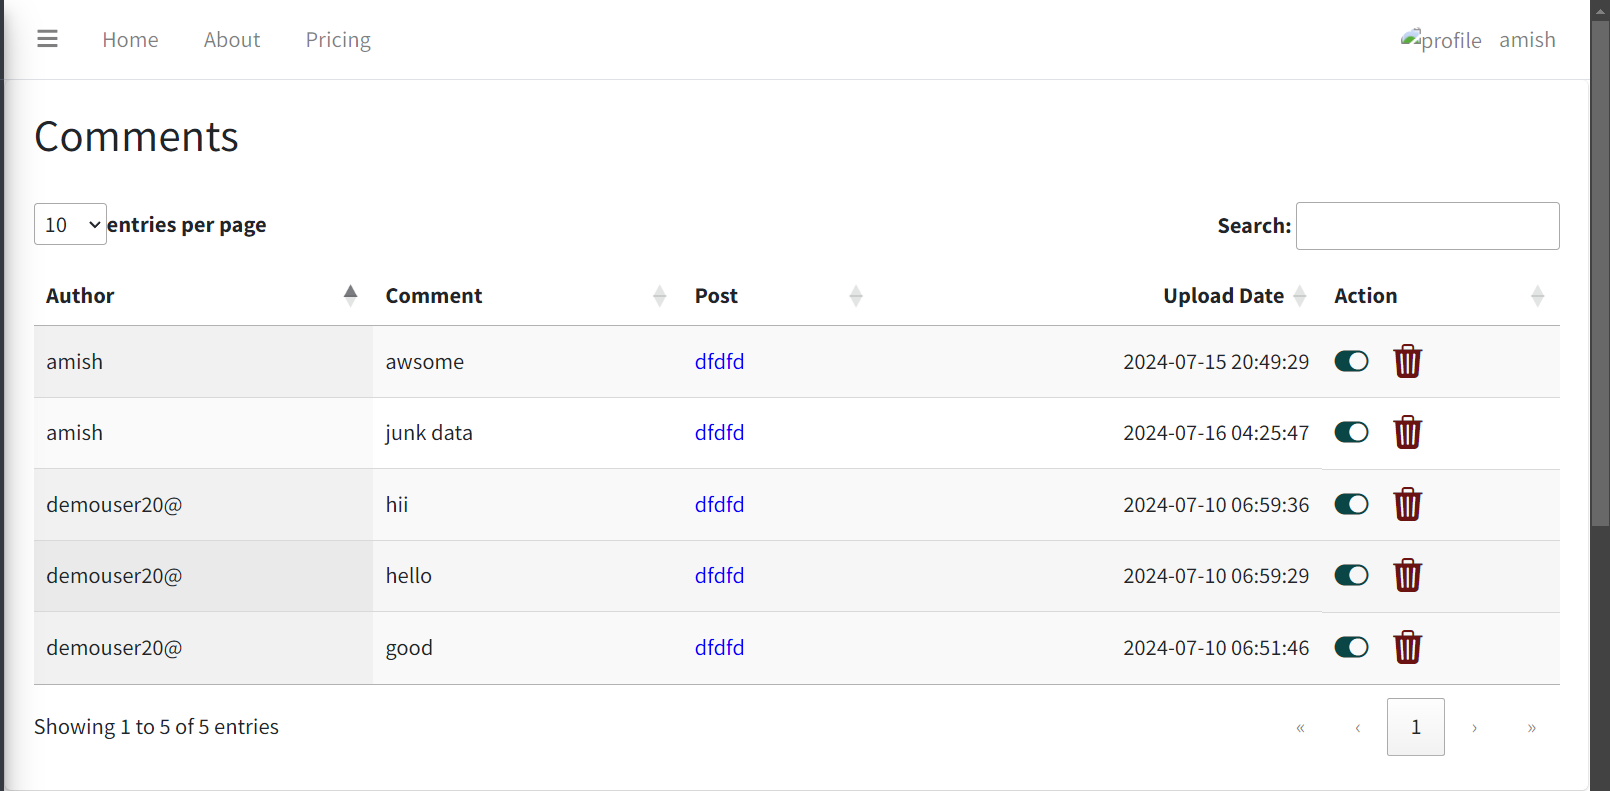 Home About Pricing profile amish
Comments
10 entries per page Search:
Author Comment Post Upload Date Action
amish awsome dfdfd 2024-07-15 20:49:29
amish junk data dfdfd 2024-07-16 04:25:47
demouser20@ hii dfdfd 2024-07-10 06:59:36
demouser20@ hello dfdfd 2024-07-10 06:59:29
demouser20@ good dfdfd 2024-07-10 06:51:46
Showing 1 to 5 of 5 entries « ‹ 1 › »